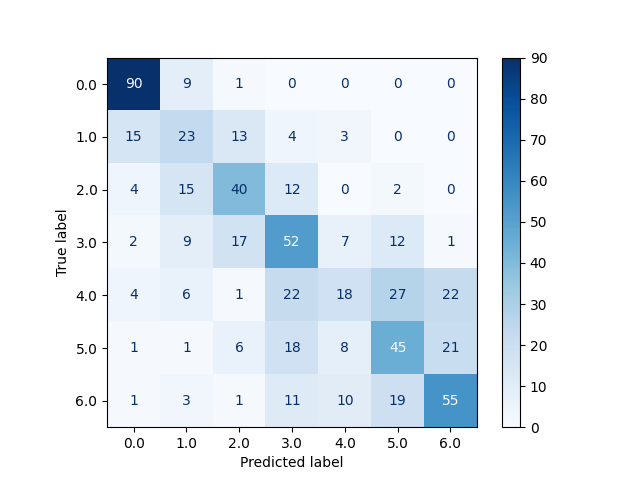 0.0 90 9 1 0 0 0 0
1.0 15 23 13 4 3 0 0
2.0 4 15 40 12 0 2 0
3.0 2 9 17 52 7 12 1
4.0 4 6 1 22 18 27 22
5.0 1 1 6 18 8 45 21
6.0 1 3 1 11 10 19 55
0.0 1.0 2.0 3.0 4.0 5.0 6.0
Predicted label
True label
90
80
70
60
50
40
30
20
10
0